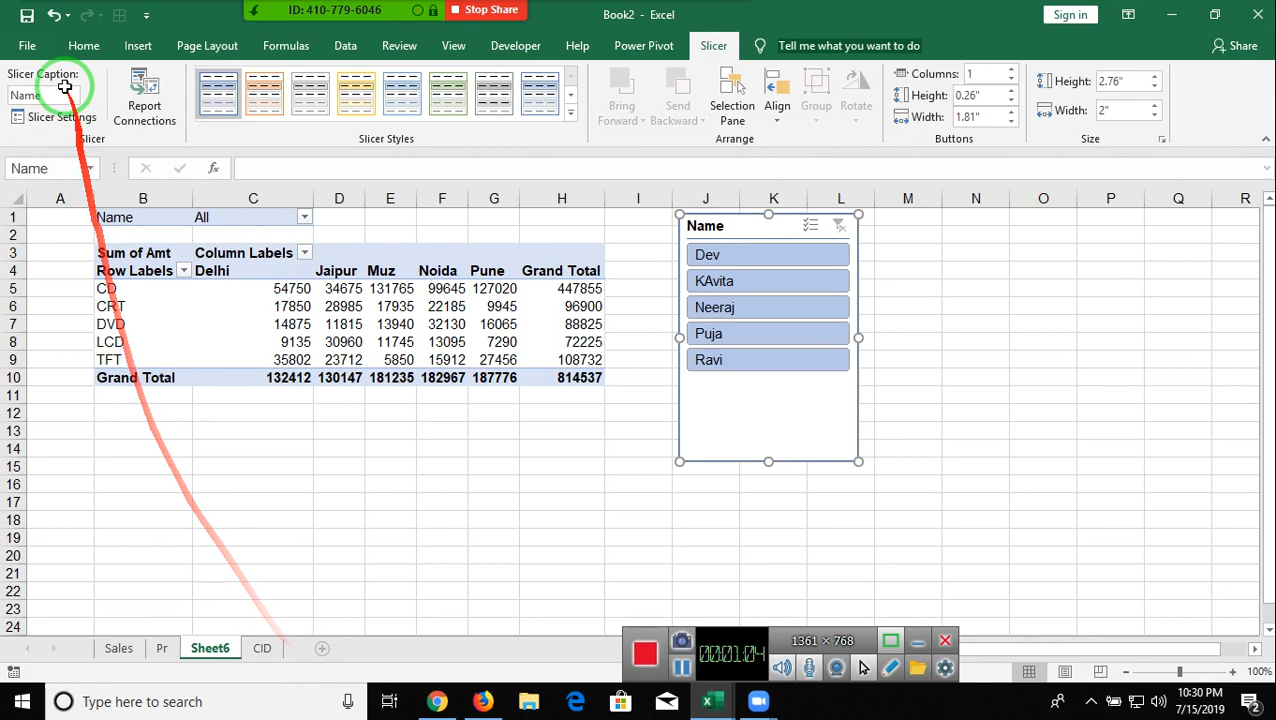 ID: 410-779-6046
Stop Share
Book2 - Excel
Sign in
File Home Insert Page Layout Formulas Data Review View Developer Help Power Pivot Slicer Tell me what you want to do Share
Slicer Caption:
Name
Slicer Settings
Report Connections
Bring Forward
Send Backward
Selection Pane
Align
Group
Rotate
Columns: 1
Height: 0.26"
Width: 1.81"
Height: 2.76"
Width: 2"
Slicer
Slicer Styles
Arrange
Buttons
Size
Name
fx
A B C D E F G H I J K L M N O P Q R
1 Name All
2
3 Sum of Amt Column Labels
4 Row Labels Delhi Jaipur Muz Noida Pune Grand Total
5 CD 54750 34675 131765 99645 127020 447855
6 CRT 17850 28985 17935 22185 9945 96900
7 DVD 14875 11815 13940 32130 16065 88825
8 LCD 9135 30960 11745 13095 7290 72225
9 TFT 35802 23712 5850 15912 27456 108732
10 Grand Total 132412 130147 181235 182967 187776 814537
11
12
13
14
15
16
17
18
19
20
21
22
23
24
Name
Dev
KAvita
Neeraj
Puja
Ravi
Sales Pr Sheet6 CID
00:01:04
1361 × 768
100%
Type here to search
10:30 PM
7/15/2019
2